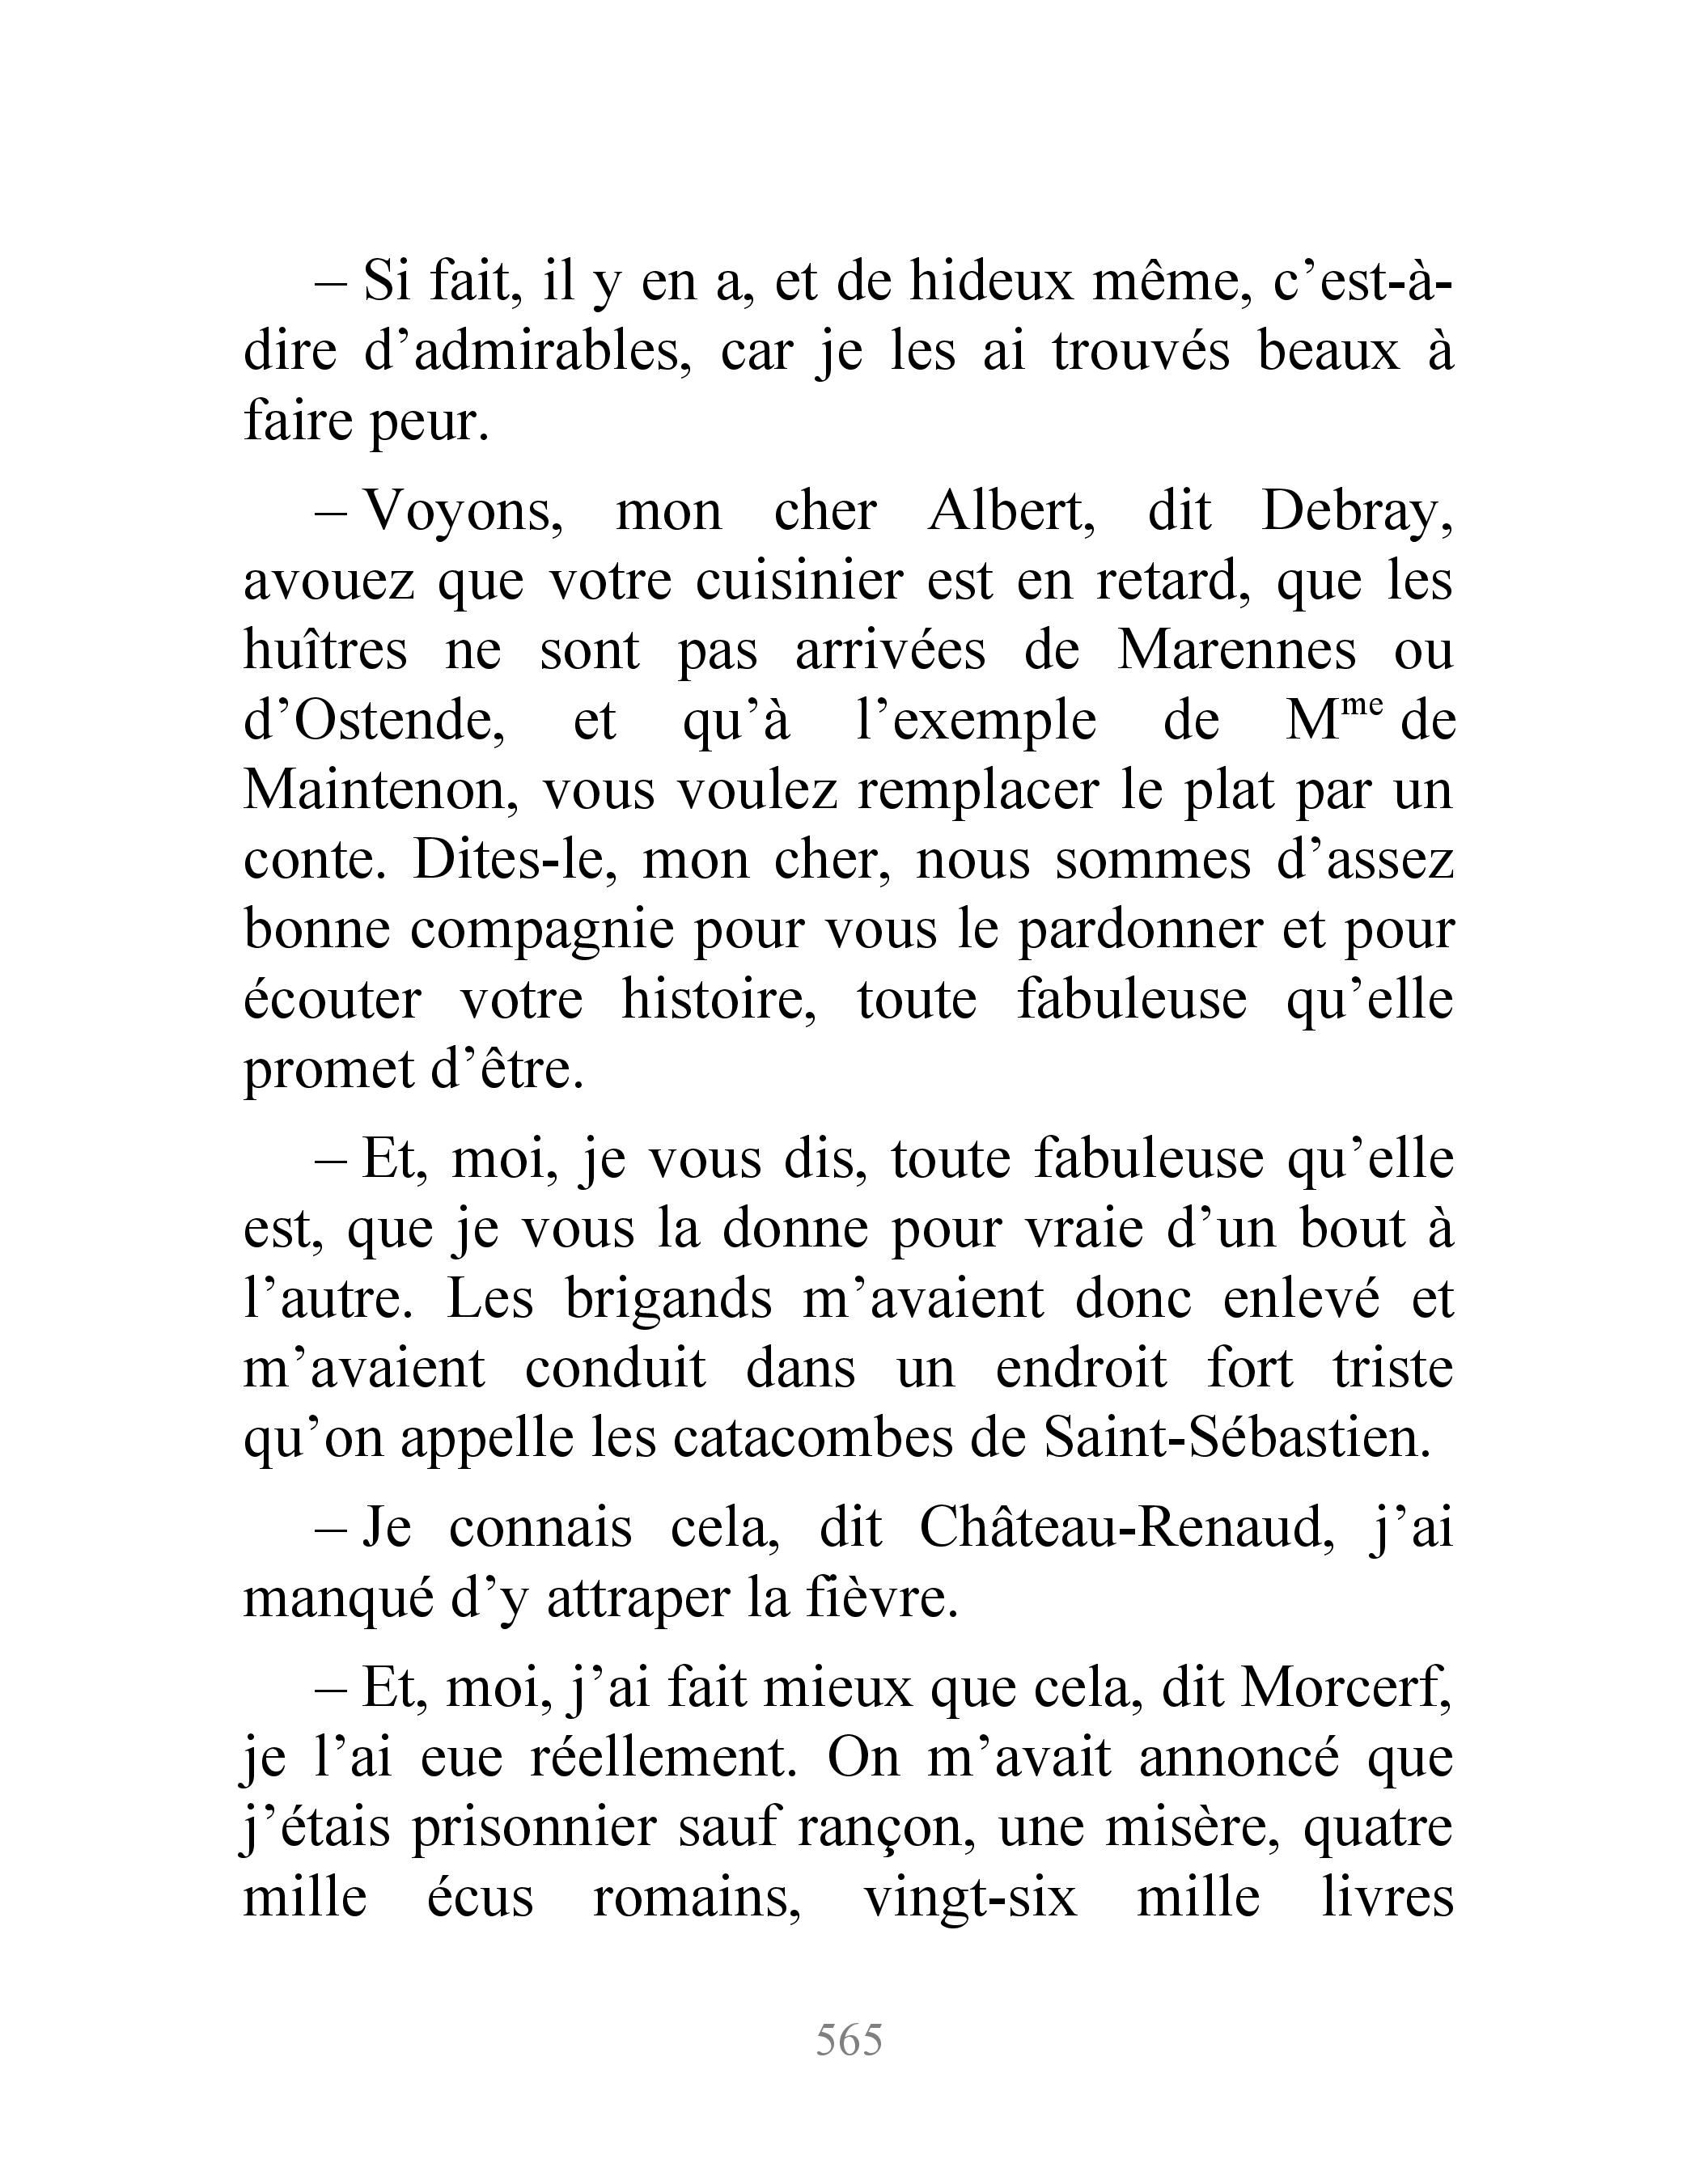 – Si fait, il y en a, et de hideux même, c’est-à-
dire d’admirables, car je les ai trouvés beaux à
faire peur.
– Voyons, mon cher Albert, dit Debray,
avouez que votre cuisinier est en retard, que les
huîtres ne sont pas arrivées de Marennes ou
d’Ostende, et qu’à l’exemple de Mme de
Maintenon, vous voulez remplacer le plat par un
conte. Dites-le, mon cher, nous sommes d’assez
bonne compagnie pour vous le pardonner et pour
écouter votre histoire, toute fabuleuse qu’elle
promet d’être.
– Et, moi, je vous dis, toute fabuleuse qu’elle
est, que je vous la donne pour vraie d’un bout à
l’autre. Les brigands m’avaient donc enlevé et
m’avaient conduit dans un endroit fort triste
qu’on appelle les catacombes de Saint-Sébastien.
– Je connais cela, dit Château-Renaud, j’ai
manqué d’y attraper la fièvre.
– Et, moi, j’ai fait mieux que cela, dit Morcerf,
je l’ai eue réellement. On m’avait annoncé que
j’étais prisonnier sauf rançon, une misère, quatre
mille écus romains, vingt-six mille livres
565